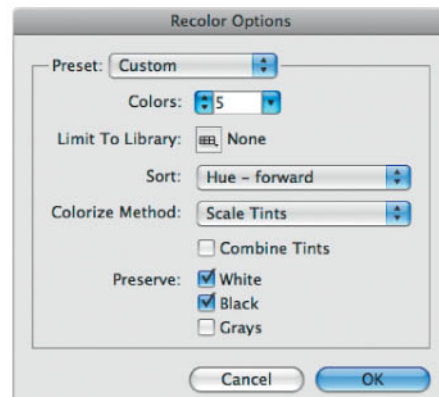 Recolor Options
Preset: Custom
Colors: 5
Limit To Library: None
Sort: Hue – forward
Colorize Method: Scale Tints
Combine Tints
Preserve: White
Black
Grays
Cancel OK